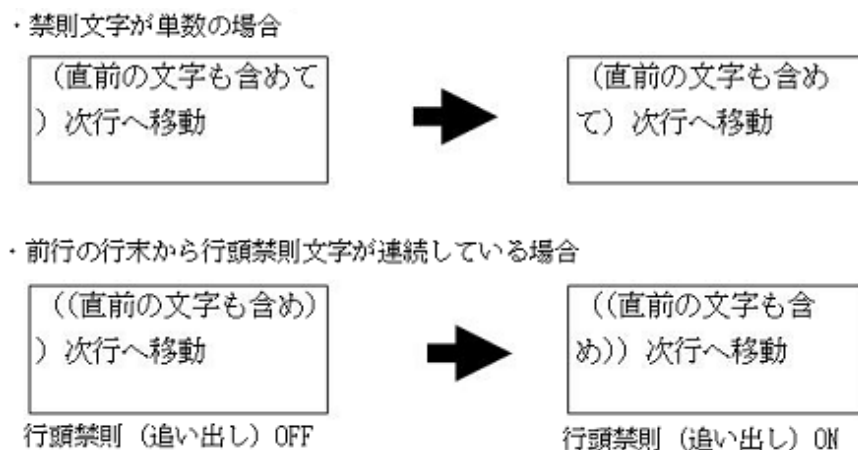 ・禁則文字が単数の場合
（直前の文字も含めて
）次行へ移動
（直前の文字も含め
て）次行へ移動
・前行の行末から行頭禁則文字が連続している場合
（（直前の文字も含め）
）次行へ移動
（（直前の文字も含
め））次行へ移動
行頭禁則（追い出し）OFF
行頭禁則（追い出し）ON